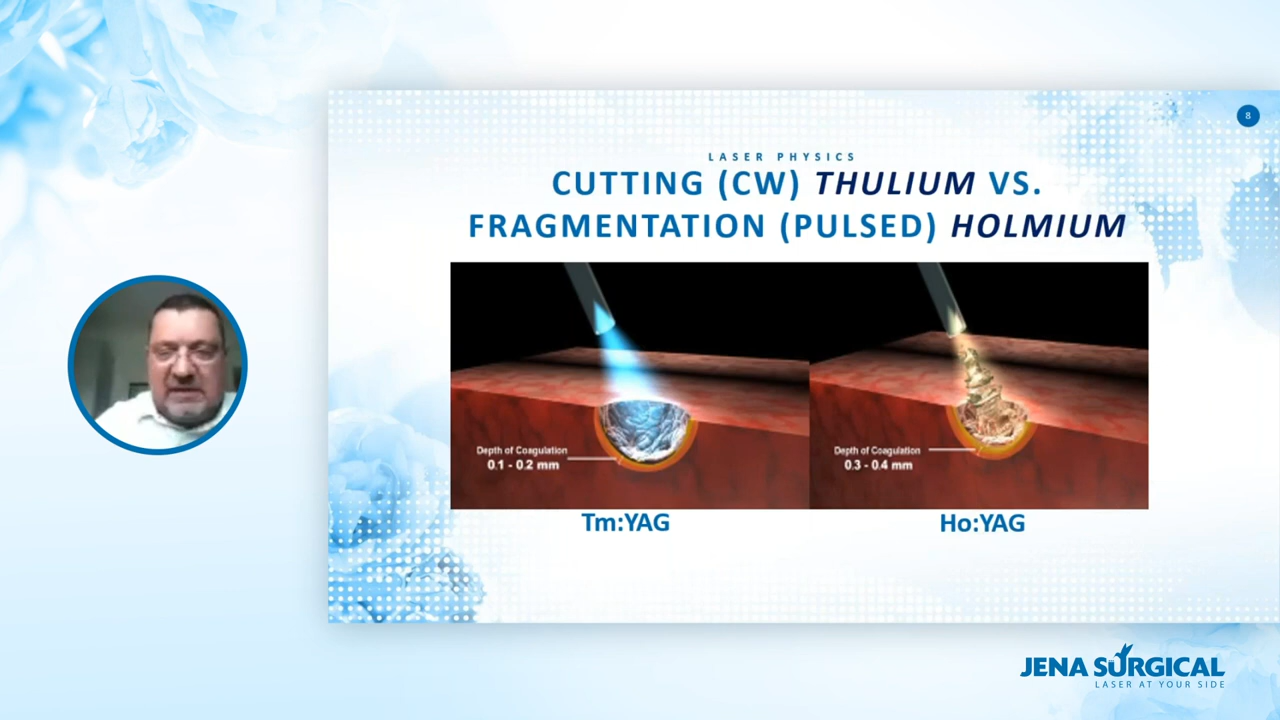 8
LASER PHYSICS
CUTTING (CW) THULIUM VS.
FRAGMENTATION (PULSED) HOLMIUM
Depth of Coagulation
0.1 - 0.2 mm
Depth of Coagulation
0.3 - 0.4 mm
Tm:YAG
Ho:YAG
JENA SURGICAL
LASER AT YOUR SIDE